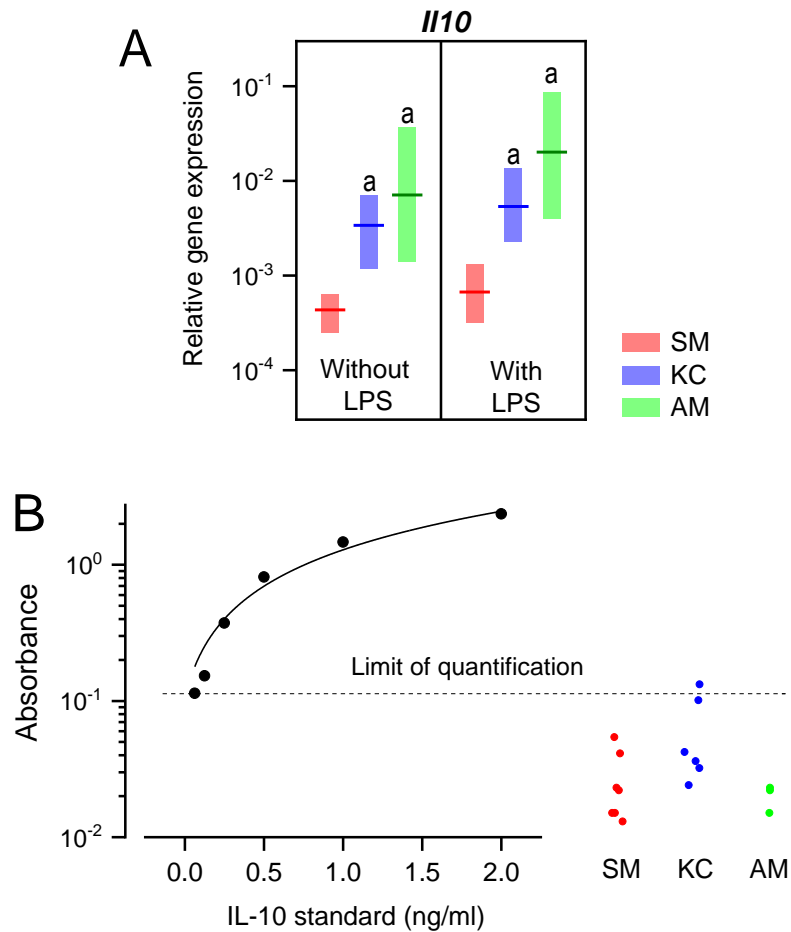 A
Il10
Relative gene expression
10⁻¹
10⁻²
10⁻³
10⁻⁴
a
a
a
a
Without
LPS
With
LPS
SM
KC
AM
B
Absorbance
10⁰
10⁻¹
10⁻²
Limit of quantification
0.0 0.5 1.0 1.5 2.0
IL-10 standard (ng/ml)
SM KC AM